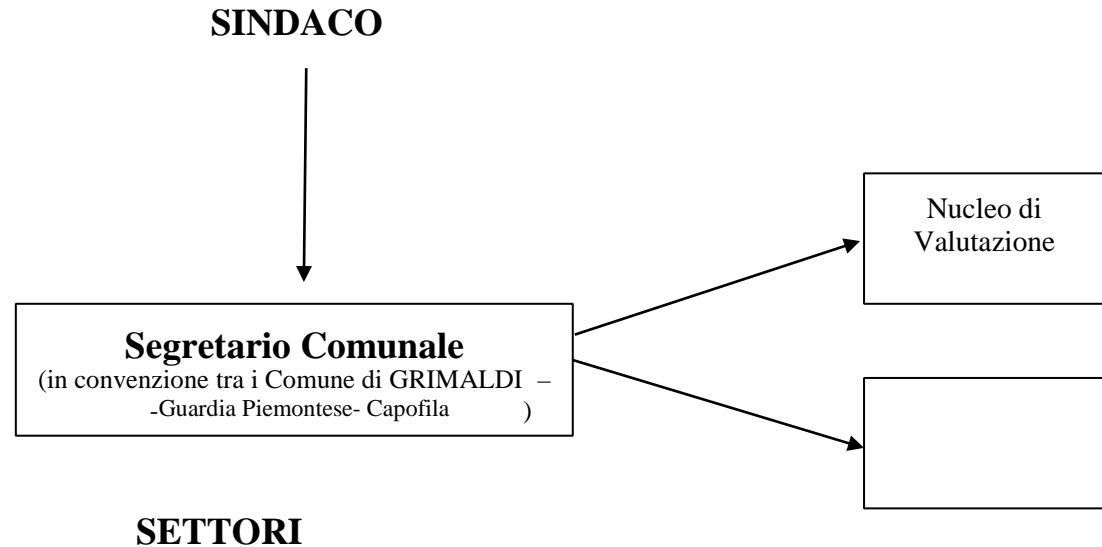 SINDACO
Nucleo di
Valutazione
Segretario Comunale
(in convenzione tra i Comune di GRIMALDI –
-Guardia Piemontese- Capofila )
SETTORI